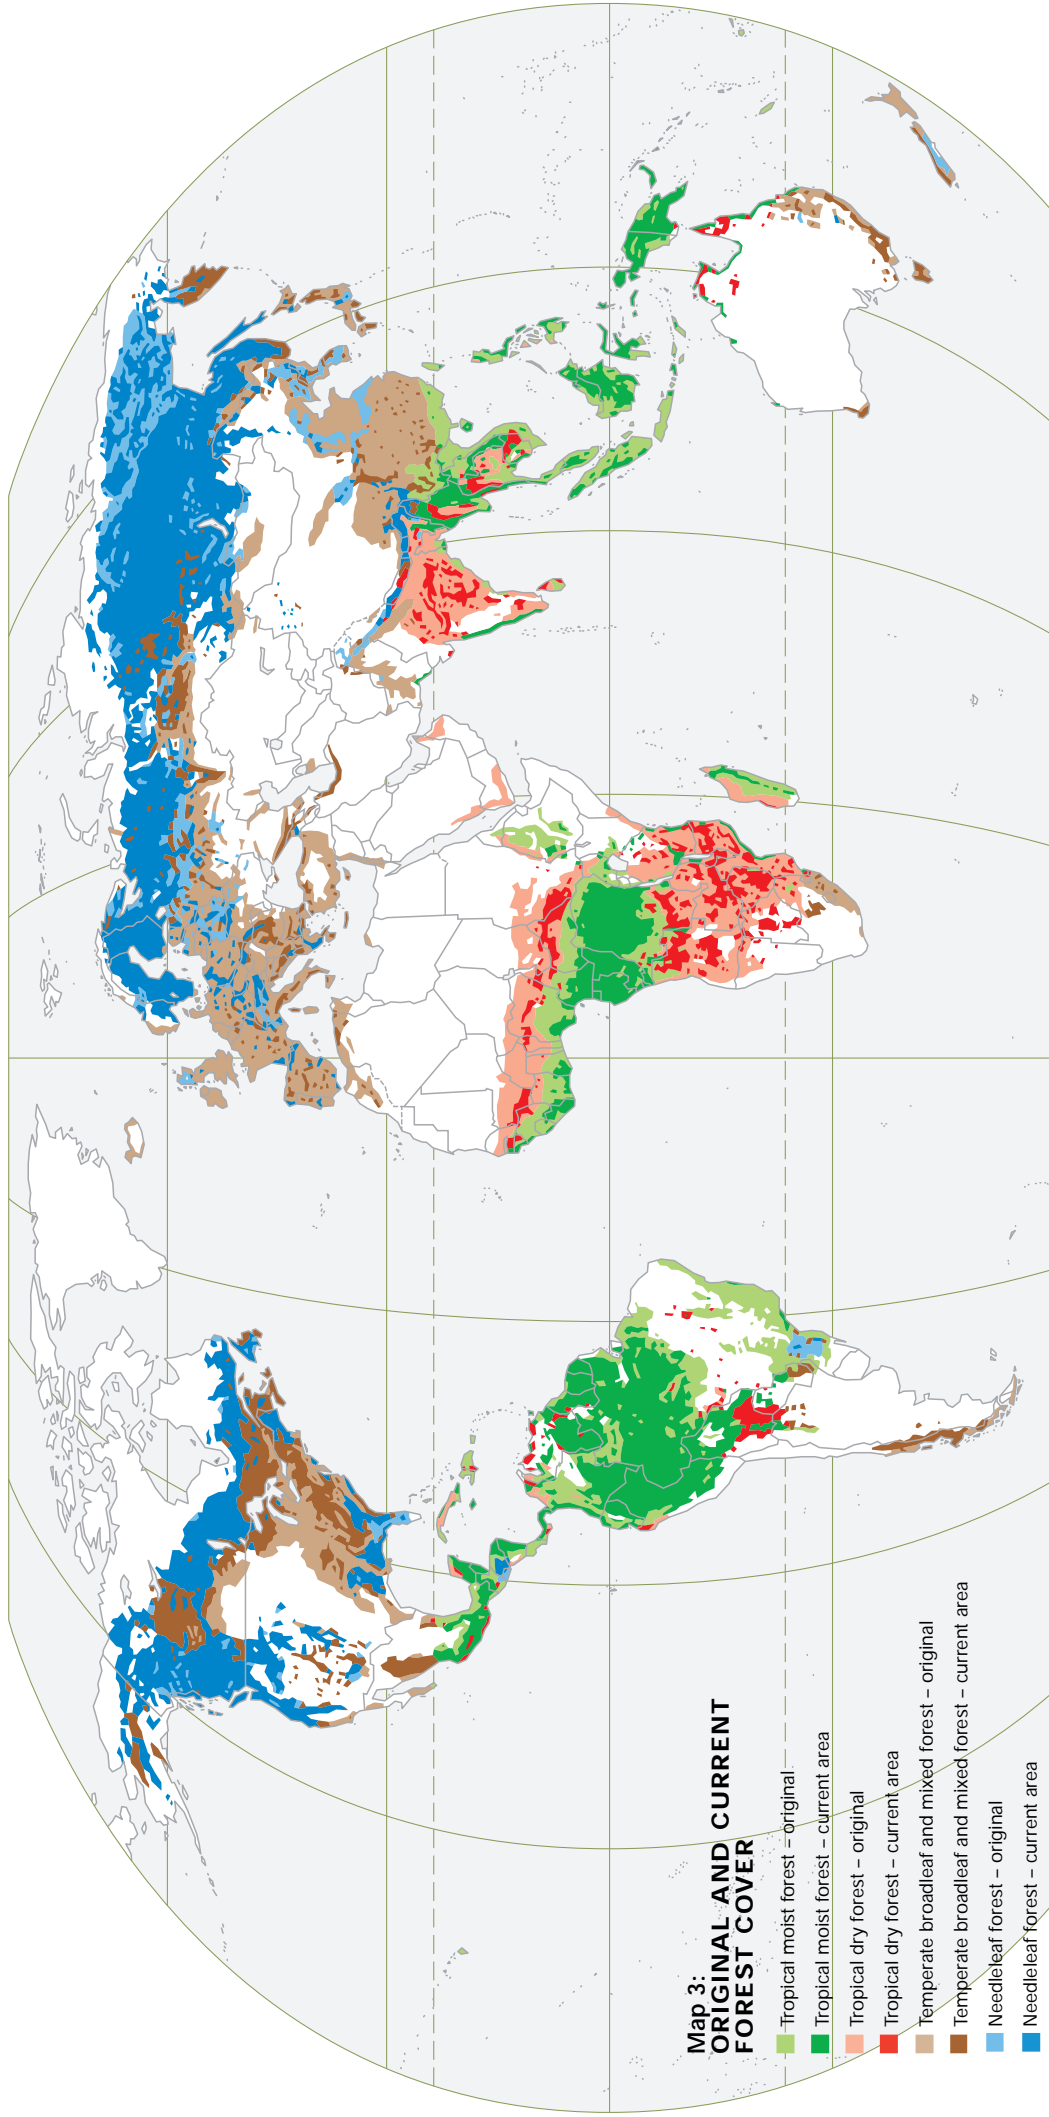 Map 3:
ORIGINAL AND CURRENT
FOREST COVER
Tropical moist forest – original
Tropical moist forest – current area
Tropical dry forest – original
Tropical dry forest – current area
Temperate broadleaf and mixed forest – original
Temperate broadleaf and mixed forest – current area
Needleleaf forest – original
Needleleaf forest – current area